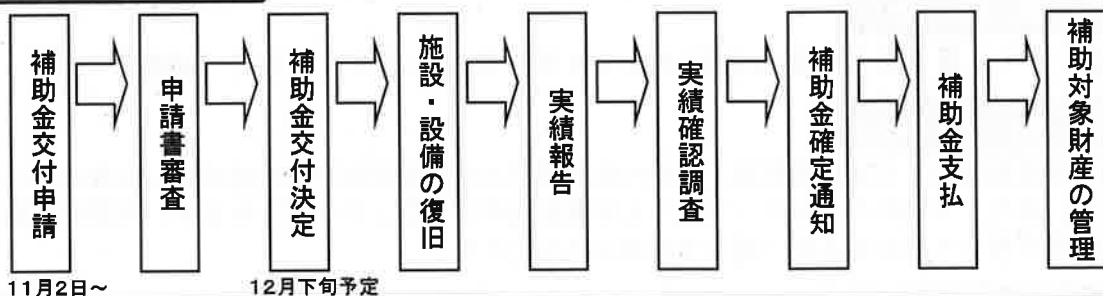 補助金交付申請
申請書審査
補助金交付決定
施設・設備の復旧
実績報告
実績確認調査
補助金確定通知
補助金支払
補助対象財産の管理
11月2日～
12月下旬予定